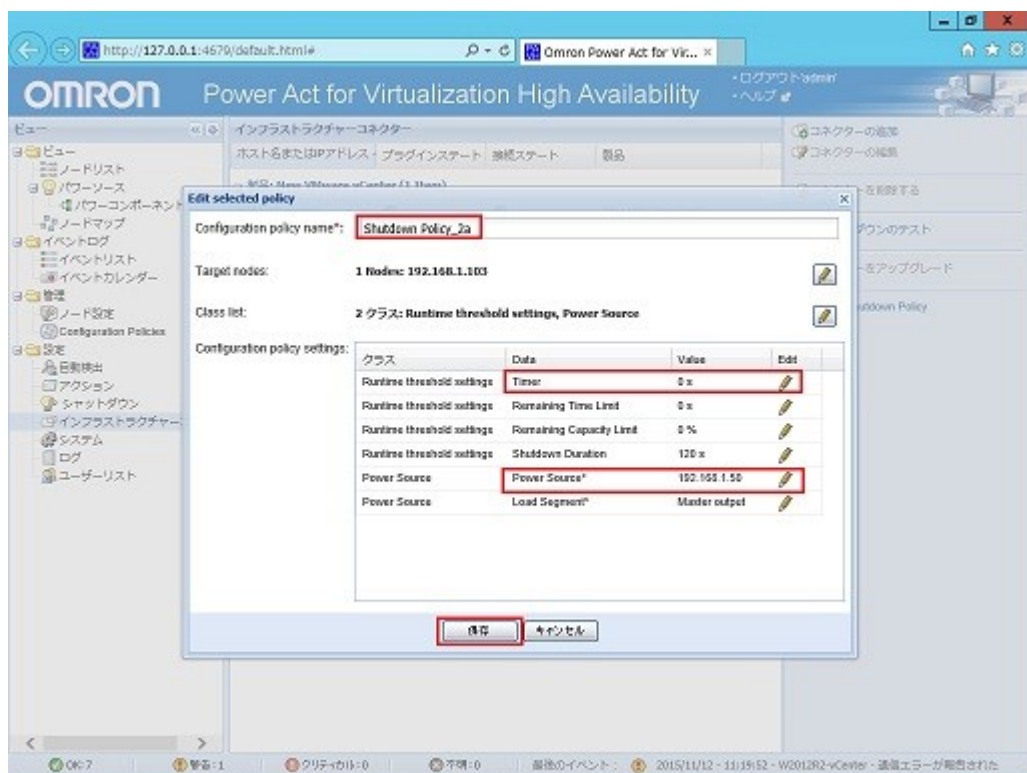 http://127.0.0.1:4679/default.html#
Omron Power Act for Vir...
OMRON
Power Act for Virtualization High Availability
・ログアウト'admin'
・ヘルプ
ビュー
インフラストラクチャーコネクター
コネクターの追加
ビュー
ホスト名またはIPアドレス
プラグインステート
接続ステート
製品
コネクターの編集
ノードリスト
製品: New VMware vCenter (1 Item)
を削除する
パワーソース
パワーコンポーネント
ノードマップ
ウンのテスト
イベントログ
イベントリスト
イベントカレンダー
をアップグレード
管理
ノード設定
utdown Policy
Configuration Policies
設定
自動検出
アクション
シャットダウン
インフラストラクチャー
システム
ログ
ユーザーリスト
Edit selected policy
Configuration policy name*:
Shutdown Policy_2a
Target nodes:
1 Nodes: 192.168.1.103
Class list:
2 クラス: Runtime threshold settings, Power Source
Configuration policy settings:
クラス Data Value Edit
Runtime threshold settings Timer 0 s
Runtime threshold settings Remaining Time Limit 0 s
Runtime threshold settings Remaining Capacity Limit 0 %
Runtime threshold settings Shutdown Duration 120 s
Power Source Power Source* 192.168.1.50
Power Source Load Segment* Master output
保存
キャンセル
OK:7
警告:1
クリティカル:0
不明:0
最後のイベント :
2015/11/12 - 11:19:52 - W2012R2-vCenter - 通信エラーが報告された